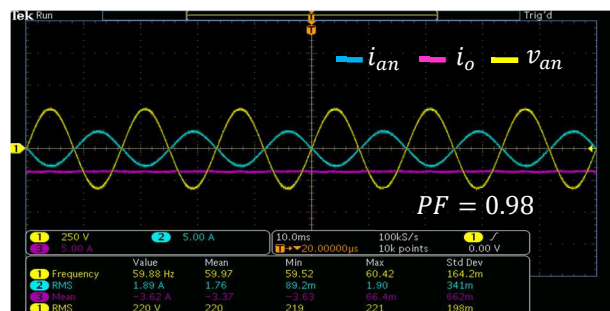 Tek Run Trig'd
T
T
i_an i_o v_an
1
PF = 0.98
1 250 V 2 5.00 A
3 5.00 A
10.0ms 100kS/s 1 ∫
T→▼20.00000µs 10k points 0.00 V
Value Mean Min Max Std Dev
1 Frequency 59.88 Hz 59.97 59.52 60.42 164.2m
2 RMS 1.89 A 1.76 89.2m 1.90 341m
3 Mean −3.62 A −3.37 −3.63 66.4m 662m
1 RMS 220 V 220 219 221 198m